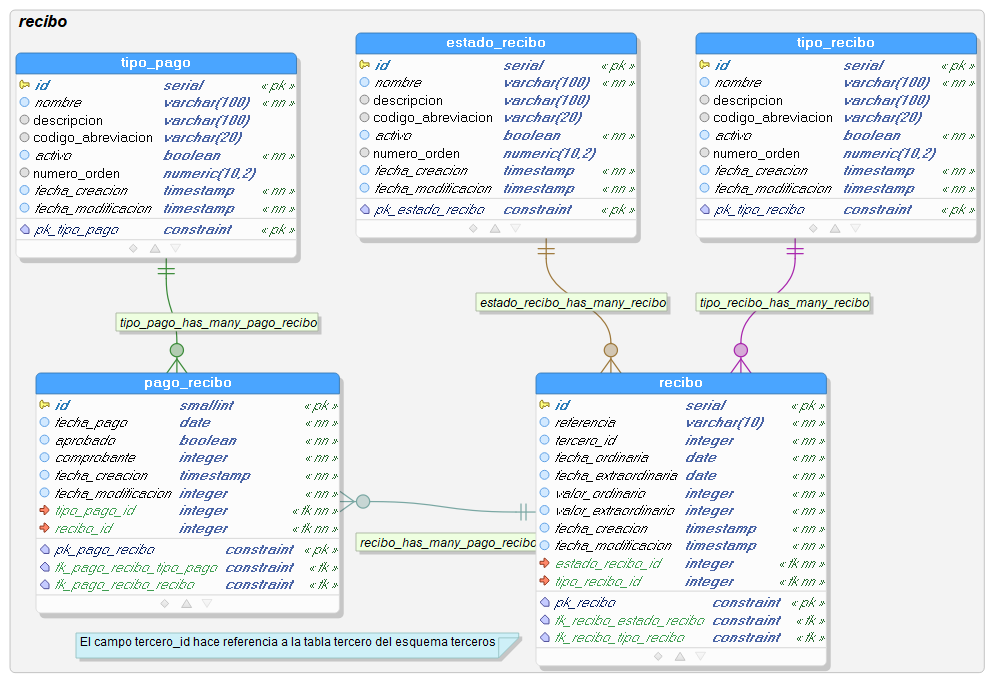 recibo
tipo_pago
id serial « pk »
nombre varchar(100) « nn »
descripcion varchar(100)
codigo_abreviacion varchar(20)
activo boolean « nn »
numero_orden numeric(10,2)
fecha_creacion timestamp « nn »
fecha_modificacion timestamp « nn »
pk_tipo_pago constraint « pk »
estado_recibo
id serial « pk »
nombre varchar(100) « nn »
descripcion varchar(100)
codigo_abreviacion varchar(20)
activo boolean « nn »
numero_orden numeric(10,2)
fecha_creacion timestamp « nn »
fecha_modificacion timestamp « nn »
pk_estado_recibo constraint « pk »
tipo_recibo
id serial « pk »
nombre varchar(100) « nn »
descripcion varchar(100)
codigo_abreviacion varchar(20)
activo boolean « nn »
numero_orden numeric(10,2)
fecha_creacion timestamp « nn »
fecha_modificacion timestamp « nn »
pk_tipo_recibo constraint « pk »
tipo_pago_has_many_pago_recibo
estado_recibo_has_many_recibo
tipo_recibo_has_many_recibo
pago_recibo
id smallint « pk »
fecha_pago date « nn »
aprobado boolean « nn »
comprobante integer « nn »
fecha_creacion timestamp « nn »
fecha_modificacion integer « nn »
tipo_pago_id integer « fk nn »
recibo_id integer « fk nn »
pk_pago_recibo constraint « pk »
fk_pago_recibo_tipo_pago constraint « fk »
fk_pago_recibo_recibo constraint « fk »
recibo_has_many_pago_recibo
recibo
id serial « pk »
referencia varchar(10) « nn »
tercero_id integer « nn »
fecha_ordinaria date « nn »
fecha_extraordinaria date « nn »
valor_ordinario integer « nn »
valor_extraordinario integer « nn »
fecha_creacion timestamp « nn »
fecha_modificacion timestamp « nn »
estado_recibo_id integer « fk nn »
tipo_recibo_id integer « fk nn »
pk_recibo constraint « pk »
fk_recibo_estado_recibo constraint « fk »
fk_recibo_tipo_recibo constraint « fk »
El campo tercero_id hace referencia a la tabla tercero del esquema terceros